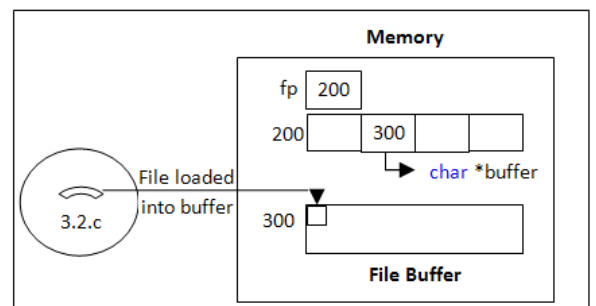 Memory
fp 200
200 300
char *buffer
File loaded
into buffer
3.2.c
300
File Buffer